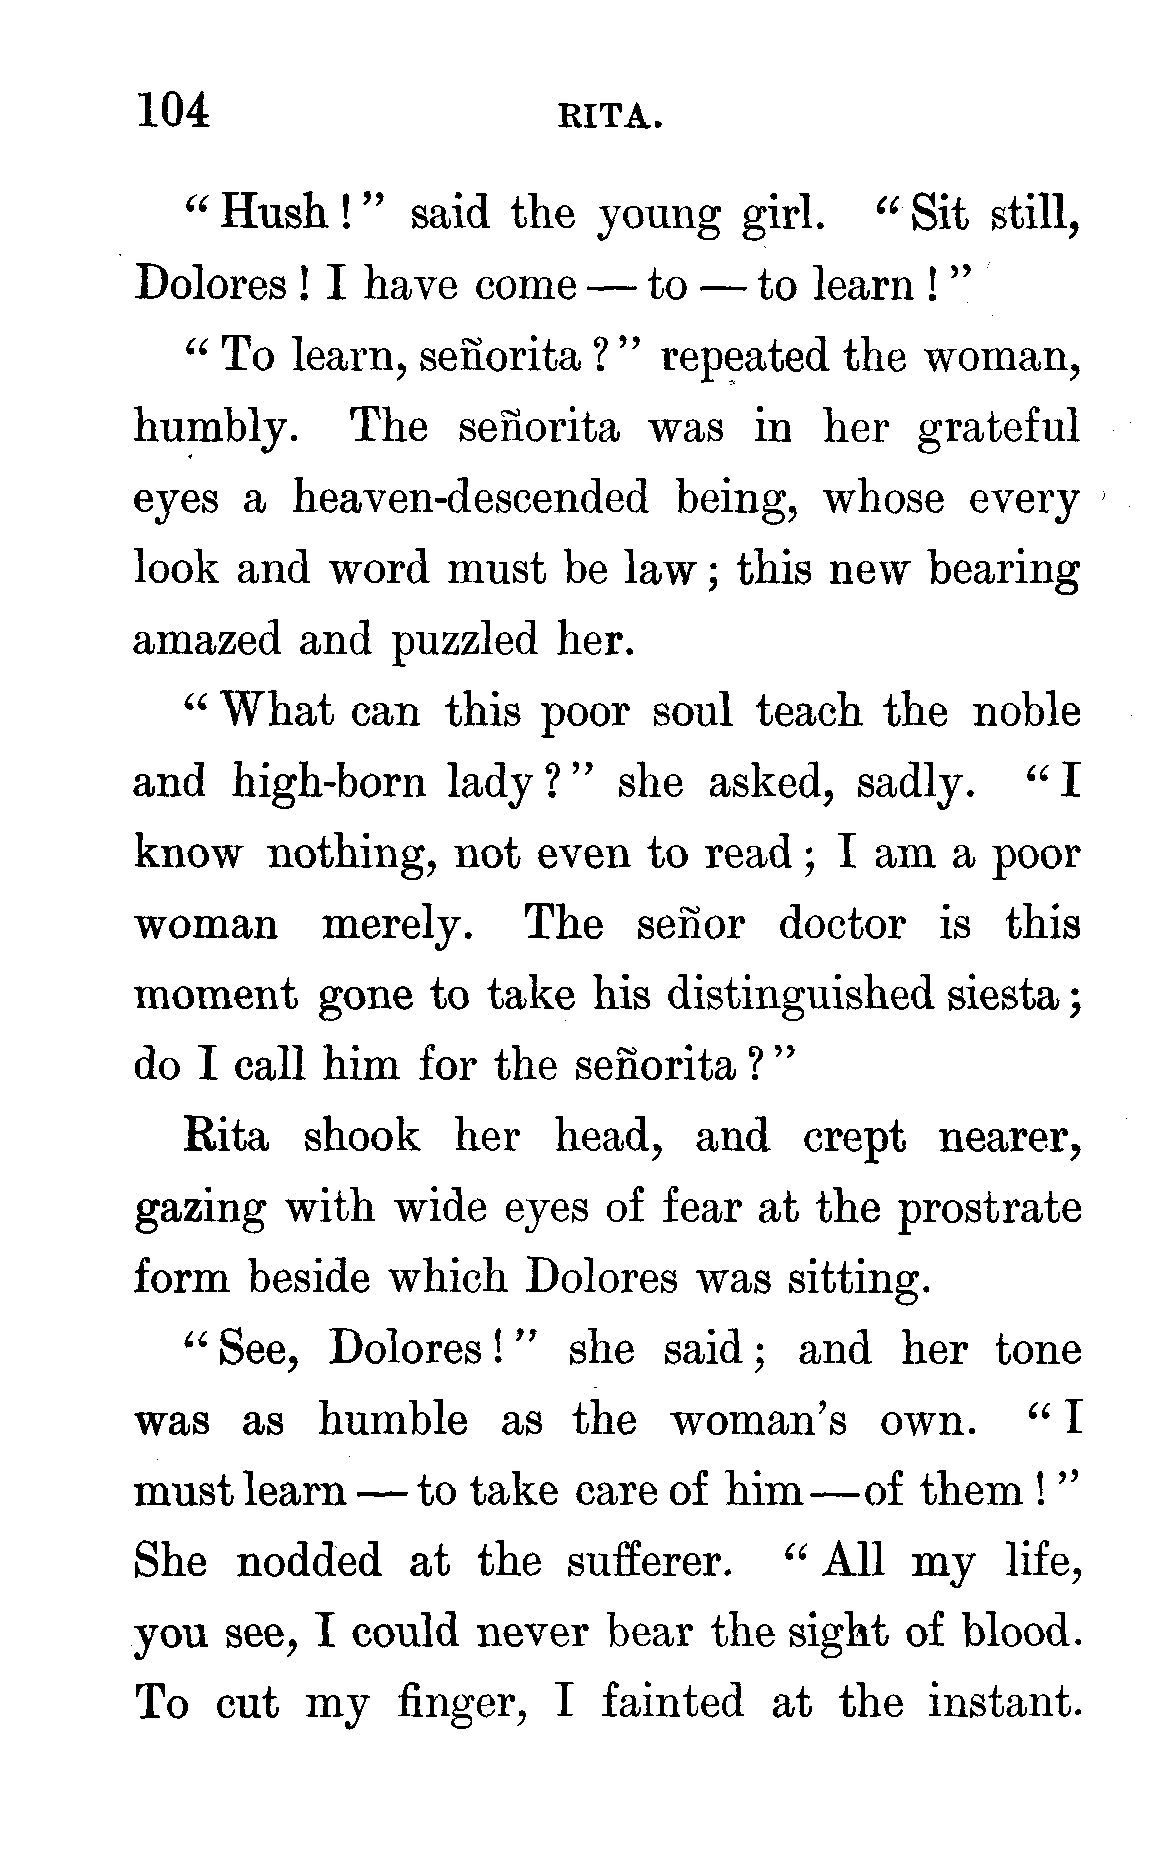 104 RITA.
“Hush!” said the young girl. “Sit still,
Dolores! I have come — to — to learn!”
“To learn, señorita?” repeated the woman,
humbly. The señorita was in her grateful
eyes a heaven-descended being, whose every
look and word must be law; this new bearing
amazed and puzzled her.
“What can this poor soul teach the noble
and high-born lady?” she asked, sadly. “I
know nothing, not even to read; I am a poor
woman merely. The señor doctor is this
moment gone to take his distinguished siesta;
do I call him for the señorita?”
Rita shook her head, and crept nearer,
gazing with wide eyes of fear at the prostrate
form beside which Dolores was sitting.
“See, Dolores!” she said; and her tone
was as humble as the woman’s own. “I
must learn — to take care of him—of them!”
She nodded at the sufferer. “All my life,
you see, I could never bear the sight of blood.
To cut my finger, I fainted at the instant.